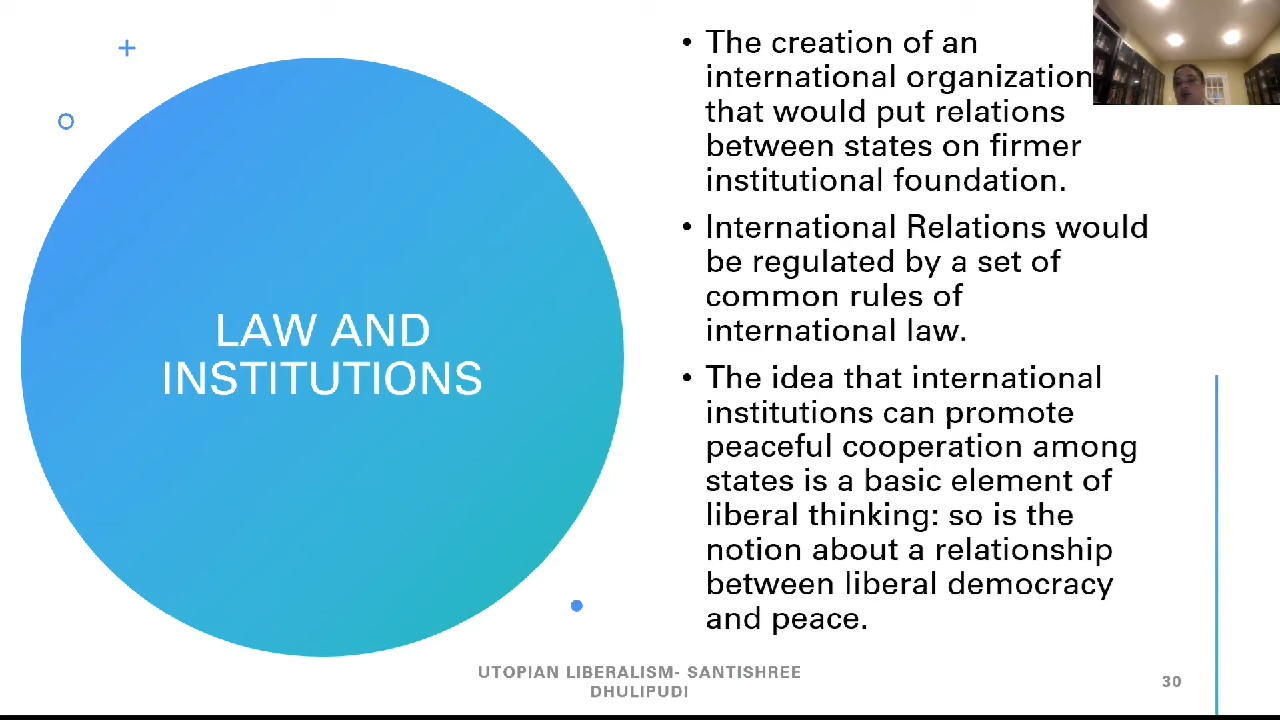 LAW AND
INSTITUTIONS
• The creation of an
international organization
that would put relations
between states on firmer
institutional foundation.
• International Relations would
be regulated by a set of
common rules of
international law.
• The idea that international
institutions can promote
peaceful cooperation among
states is a basic element of
liberal thinking: so is the
notion about a relationship
between liberal democracy
and peace.
UTOPIAN LIBERALISM- SANTISHREE
DHULIPUDI
30